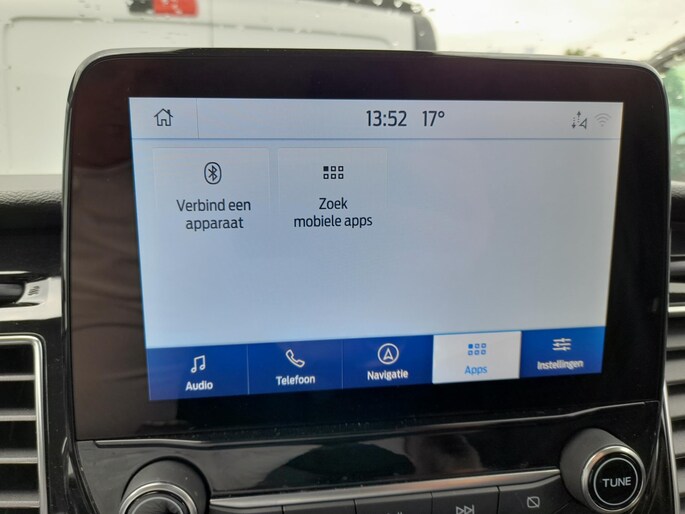 13:52 17°
Verbind een
apparaat
Zoek
mobiele apps
Audio
Telefoon
Navigatie
Apps
Instellingen
TUNE